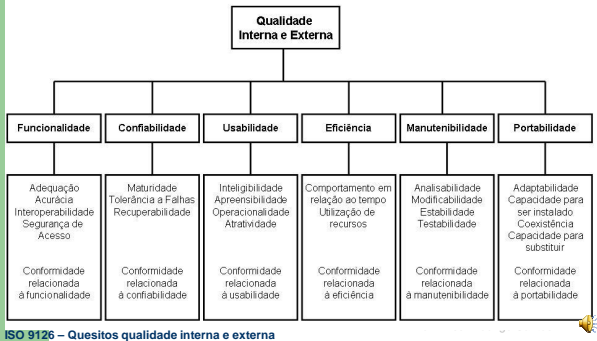 Qualidade
Interna e Externa
Funcionalidade
Confiabilidade
Usabilidade
Eficiência
Manutenibilidade
Portabilidade
Adequação
Acurácia
Interoperabilidade
Segurança de
Acesso
Conformidade
relacionada
à funcionalidade
Maturidade
Tolerância a Falhas
Recuperabilidade
Conformidade
relacionada
à confiabilidade
Inteligibilidade
Apreensibilidade
Operacionalidade
Atratividade
Conformidade
relacionada
à usabilidade
Comportamento em
relação ao tempo
Utilização de
recursos
Conformidade
relacionada
à eficiência
Analisabilidade
Modificabilidade
Estabilidade
Testabilidade
Conformidade
relacionada
à manutenibilidade
Adaptabilidade
Capacidade para
ser instalado
Coexistência
Capacidade para
substituir
Conformidade
relacionada
à portabilidade
ISO 9126 – Quesitos qualidade interna e externa